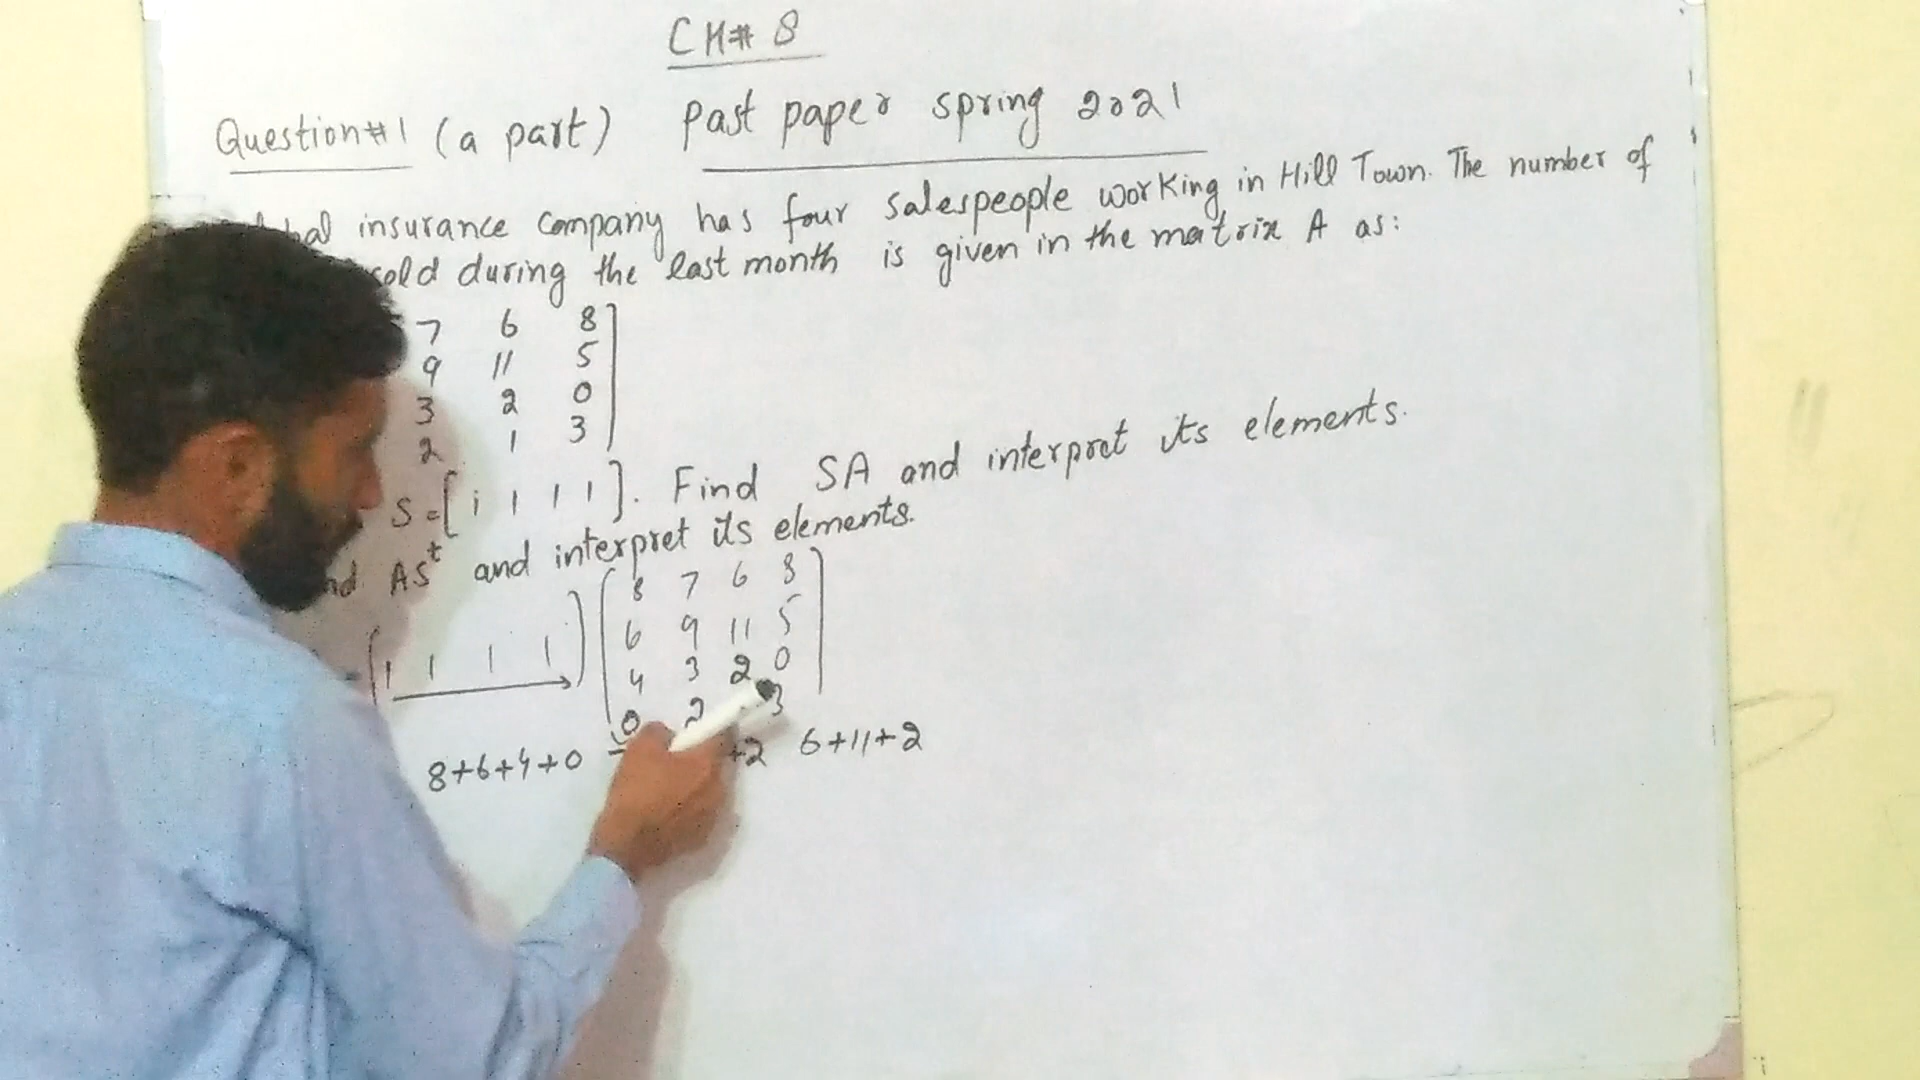 CH# 8
Question#1 (a part) Past paper spring 2021
insurance company has four salespeople working in Hill Town. The number of
sold during the last month is given in the matrix A as:
7 6 8
9 11 5
3 2 0
2 1 3
S=[1 1 1 1]. Find SA and interpret its elements.
AS^t and interpret its elements.
8 7 6 8
6 9 11 5
[1 1 1 1] 4 3 2 0
0 2 3
8+6+4+0 +2 6+11+2